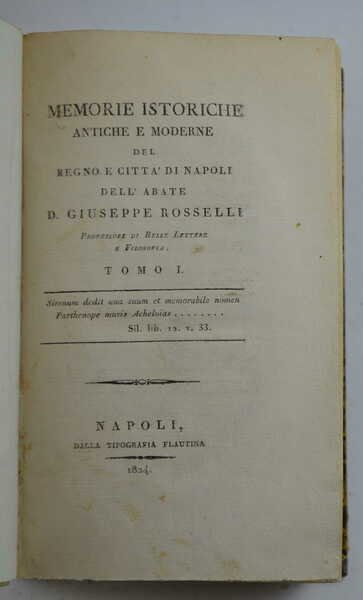 MEMORIE ISTORICHE
ANTICHE E MODERNE
DEL
REGNO E CITTA' DI NAPOLI
DELL' ABATE
D. GIUSEPPE ROSSELLI
PROFESSORE DI BELLE LETTERE
E FILOSOFIA.
TOMO I.
Sirenum dedit una suum et memorabile nomen
Parthenope muris Acheloias ........
Sil. lib. 12. v. 33.
NAPOLI,
DALLA TIPOGRAFIA FLAUTINA
1824.